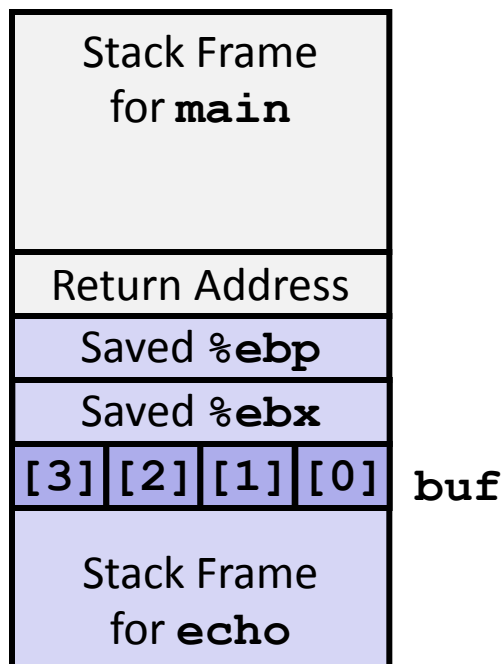 Stack Frame
for main
Return Address
Saved %ebp
Saved %ebx
[3] [2] [1] [0] buf
Stack Frame
for echo